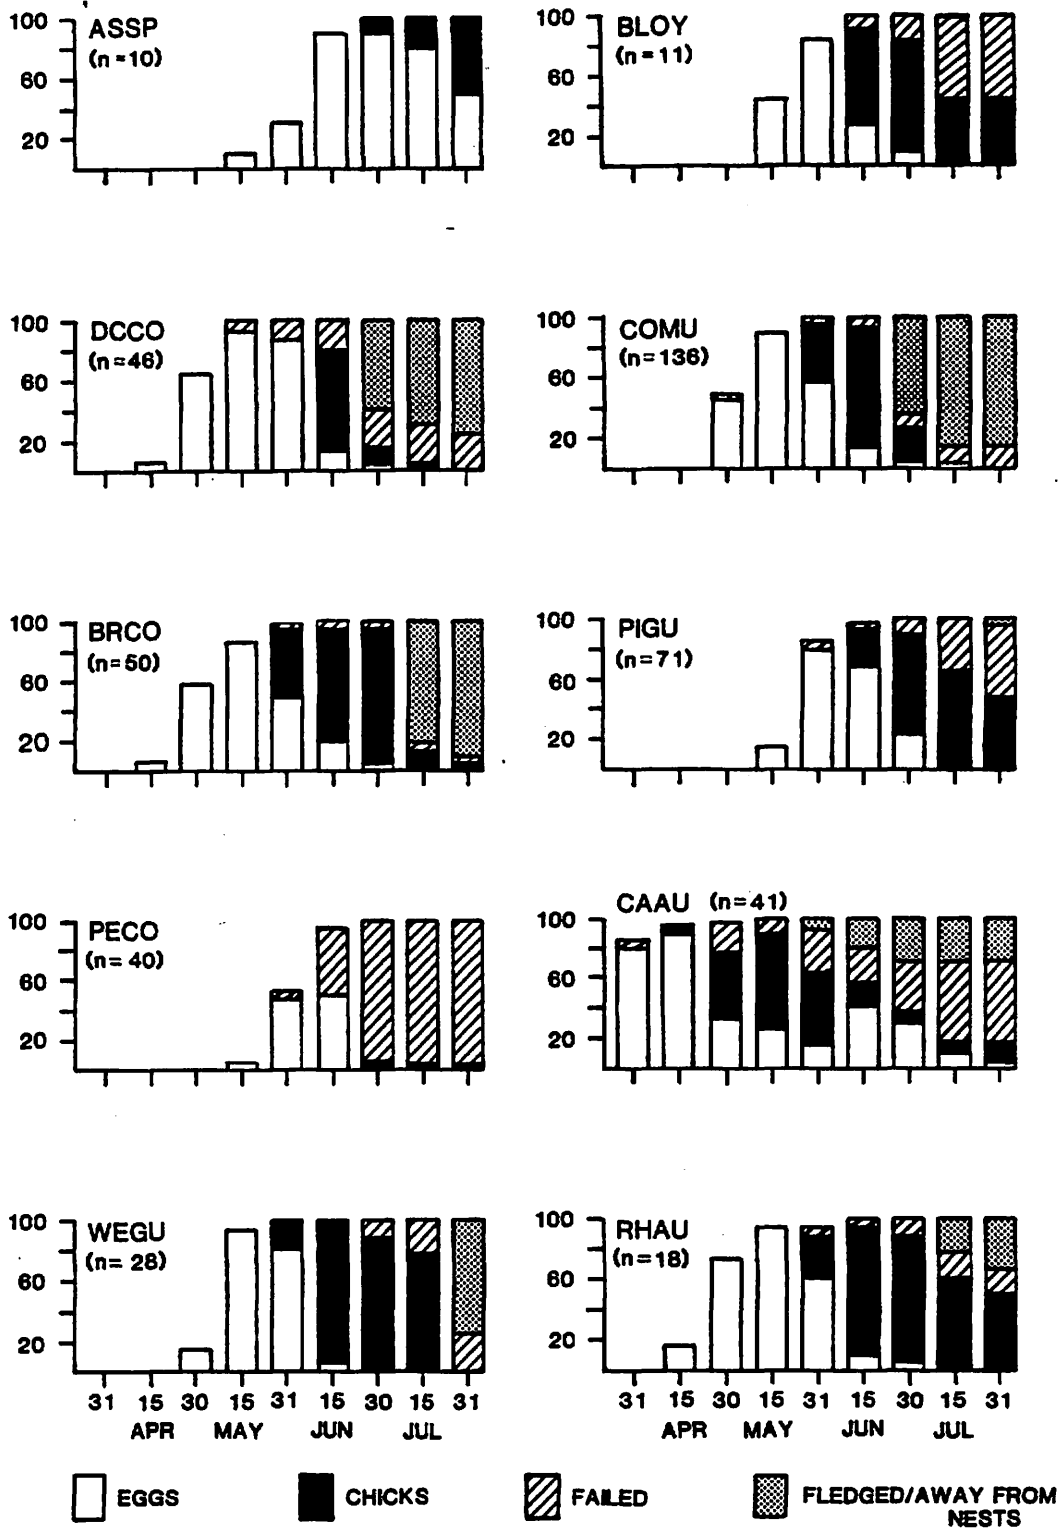 100
60
20
ASSP
(n=10)
100
60
20
BLOY
(n=11)
100
60
20
DCCO
(n=46)
100
60
20
COMU
(n=136)
100
60
20
BRCO
(n=50)
100
60
20
PIGU
(n=71)
100
60
20
PECO
(n= 40)
100
60
20
CAAU (n=41)
100
60
20
WEGU
(n= 28)
31 15 30 15 31 15 30 15 31
APR MAY JUN JUL
100
60
20
RHAU
(n=18)
31 15 30 15 31 15 30 15 31
APR MAY JUN JUL
EGGS
CHICKS
FAILED
FLEDGED/AWAY FROM
NESTS